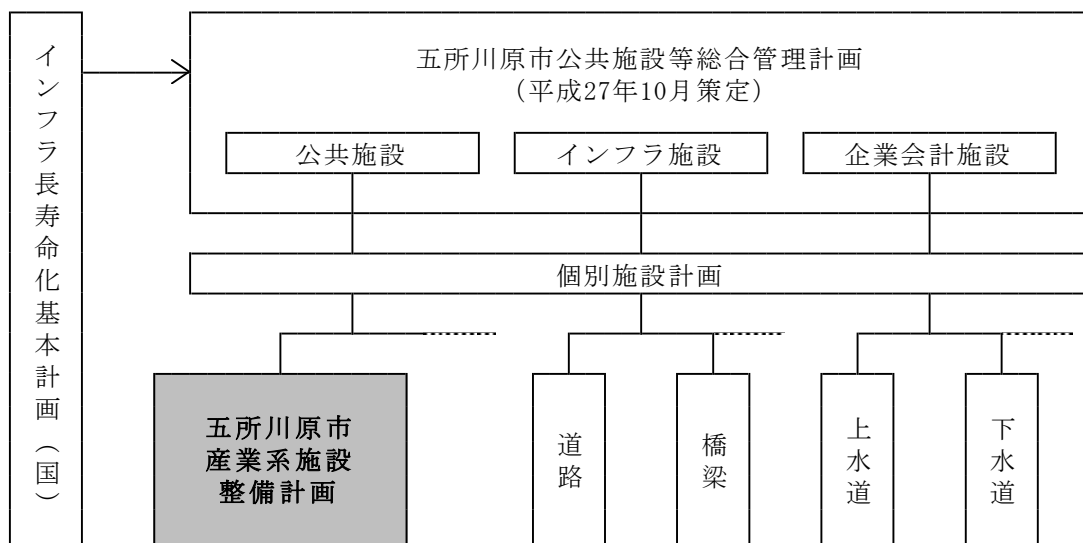 インフラ長寿命化基本計画（国）
五所川原市公共施設等総合管理計画
（平成27年10月策定）
公共施設
インフラ施設
企業会計施設
個別施設計画
五所川原市
産業系施設
整備計画
道路
橋梁
上水道
下水道